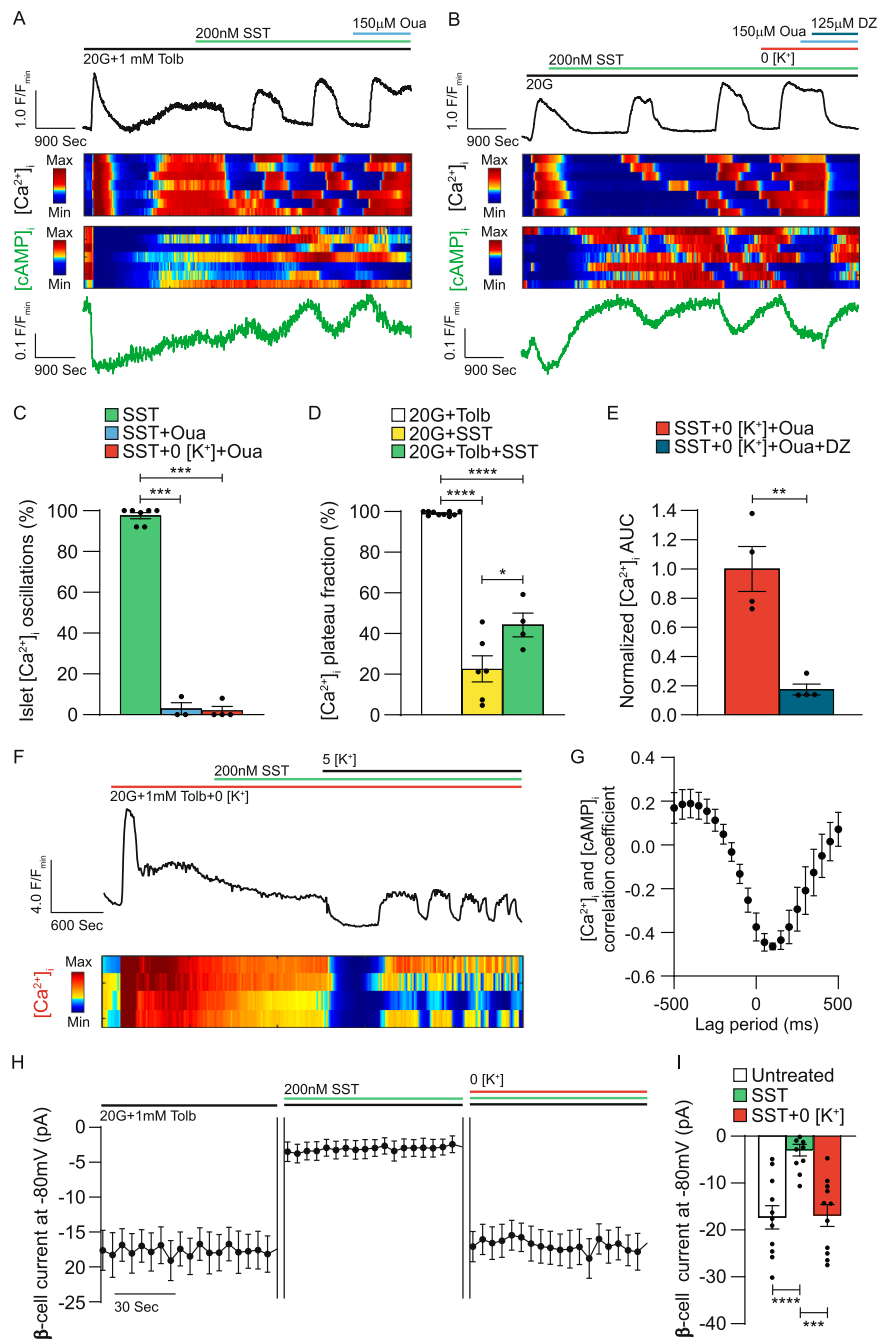 A
150μM Oua
200nM SST
20G+1 mM Tolb
1.0 F/Fmin
900 Sec
[Ca²⁺]i
Max
Min
[cAMP]i
Max
Min
0.1 F/Fmin
900 Sec
B
125μM DZ
150μM Oua
0 [K⁺]
200nM SST
20G
1.0 F/Fmin
900 Sec
[Ca²⁺]i
Max
Min
[cAMP]i
Max
Min
0.1 F/Fmin
900 Sec
C
SST
SST+Oua
SST+0 [K⁺]+Oua
***
***
Islet [Ca²⁺]i oscillations (%)
100
80
60
40
20
0
D
20G+Tolb
20G+SST
20G+Tolb+SST
****
****
*
[Ca²⁺]i plateau fraction (%)
100
80
60
40
20
0
E
SST+0 [K⁺]+Oua
SST+0 [K⁺]+Oua+DZ
**
Normalized [Ca²⁺]i AUC
1.4
1.2
1.0
0.8
0.6
0.4
0.2
0.0
F
5 [K⁺]
200nM SST
20G+1mM Tolb+0 [K⁺]
4.0 F/Fmin
600 Sec
[Ca²⁺]i
Max
Min
G
[Ca²⁺]i and [cAMP]i
correlation coefficient
0.4
0.2
0.0
-0.2
-0.4
-0.6
-500
0
500
Lag period (ms)
H
20G+1mM Tolb
200nM SST
0 [K⁺]
β-cell current at -80mV (pA)
0
-5
-10
-15
-20
-25
30 Sec
I
Untreated
SST
SST+0 [K⁺]
β-cell current at -80mV (pA)
0
-10
-20
-30
-40
****
***